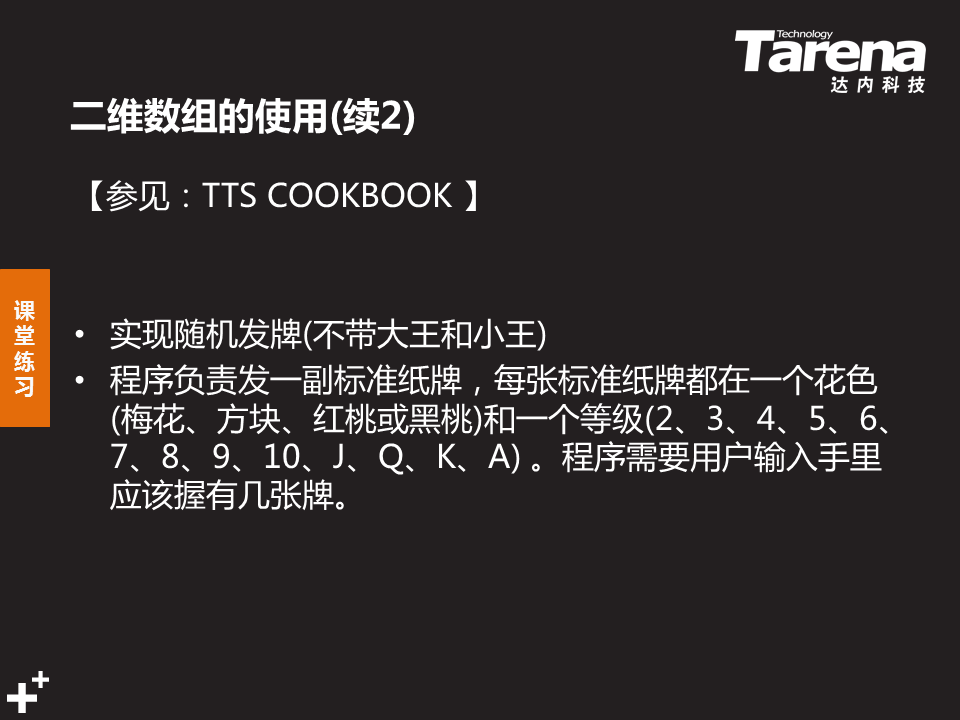 Technology
Tarena
达内科技
二维数组的使用(续2)
【参见：TTS COOKBOOK 】
课
堂
练
习
• 实现随机发牌(不带大王和小王)
• 程序负责发一副标准纸牌，每张标准纸牌都在一个花色
(梅花、方块、红桃或黑桃)和一个等级(2、3、4、5、6、
7、8、9、10、J、Q、K、A) 。程序需要用户输入手里
应该握有几张牌。